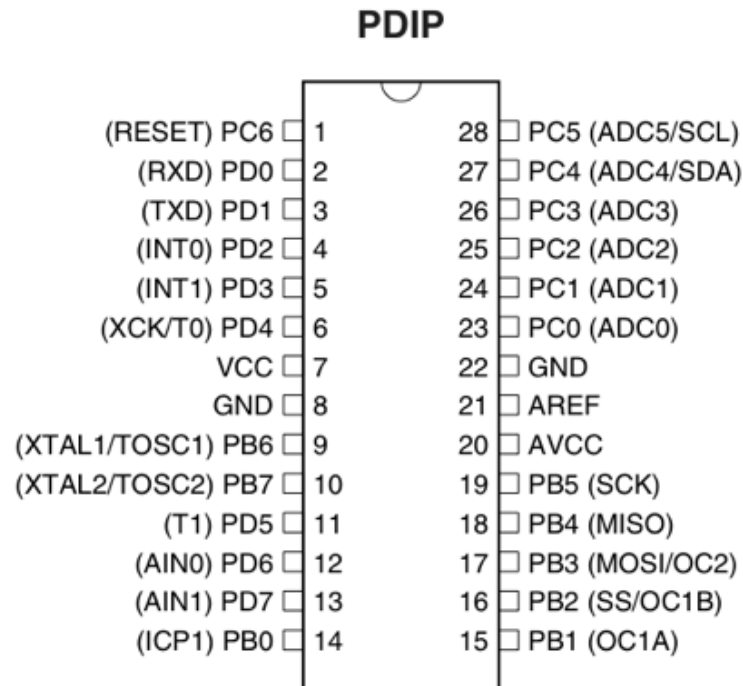 PDIP
(RESET) PC6 1 28 PC5 (ADC5/SCL)
(RXD) PD0 2 27 PC4 (ADC4/SDA)
(TXD) PD1 3 26 PC3 (ADC3)
(INT0) PD2 4 25 PC2 (ADC2)
(INT1) PD3 5 24 PC1 (ADC1)
(XCK/T0) PD4 6 23 PC0 (ADC0)
VCC 7 22 GND
GND 8 21 AREF
(XTAL1/TOSC1) PB6 9 20 AVCC
(XTAL2/TOSC2) PB7 10 19 PB5 (SCK)
(T1) PD5 11 18 PB4 (MISO)
(AIN0) PD6 12 17 PB3 (MOSI/OC2)
(AIN1) PD7 13 16 PB2 (SS/OC1B)
(ICP1) PB0 14 15 PB1 (OC1A)